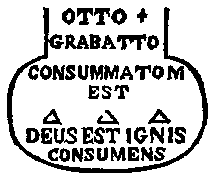 OTTO +
GRABATTO
CONSUMMATOM
EST
DEUS EST IGNIS
CONSUMENS